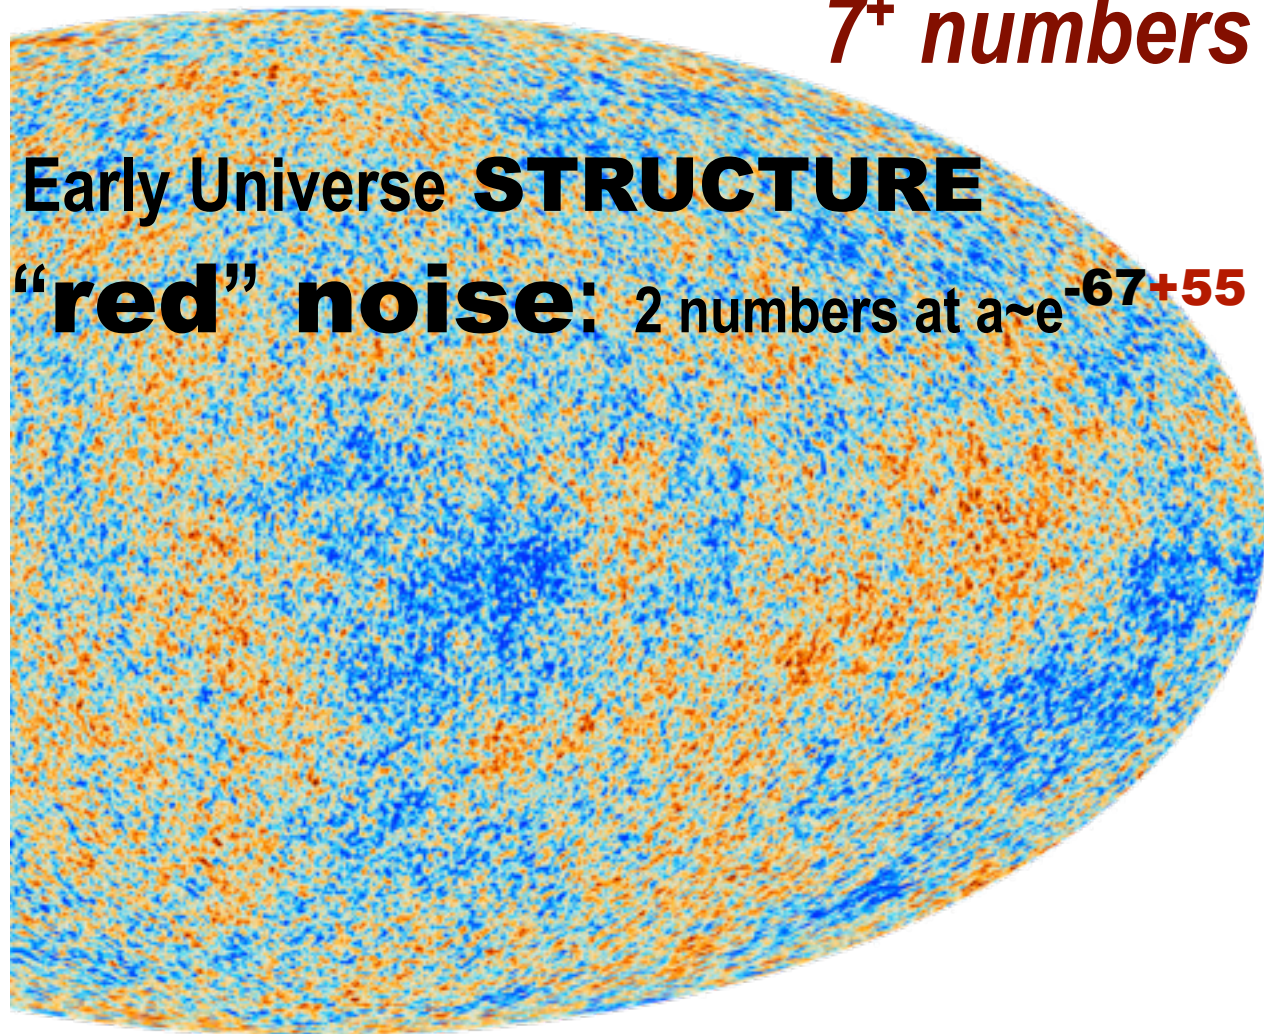 7⁺ numbers
Early Universe STRUCTURE
“red” noise: 2 numbers at a~e⁻⁶⁷⁺⁵⁵